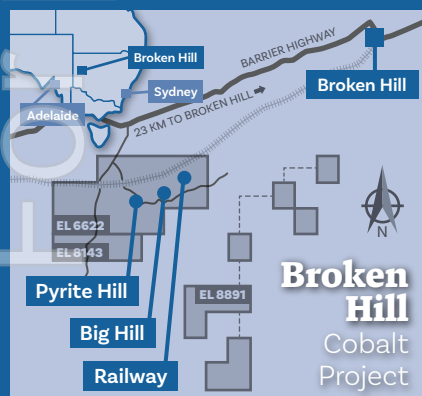 Broken Hill
Sydney
Adelaide
BARRIER HIGHWAY
Broken Hill
23 KM TO BROKEN HILL
EL 6622
EL 8143
N
Pyrite Hill
EL 8891
Big Hill
Railway
Broken
Hill
Cobalt
Project
For